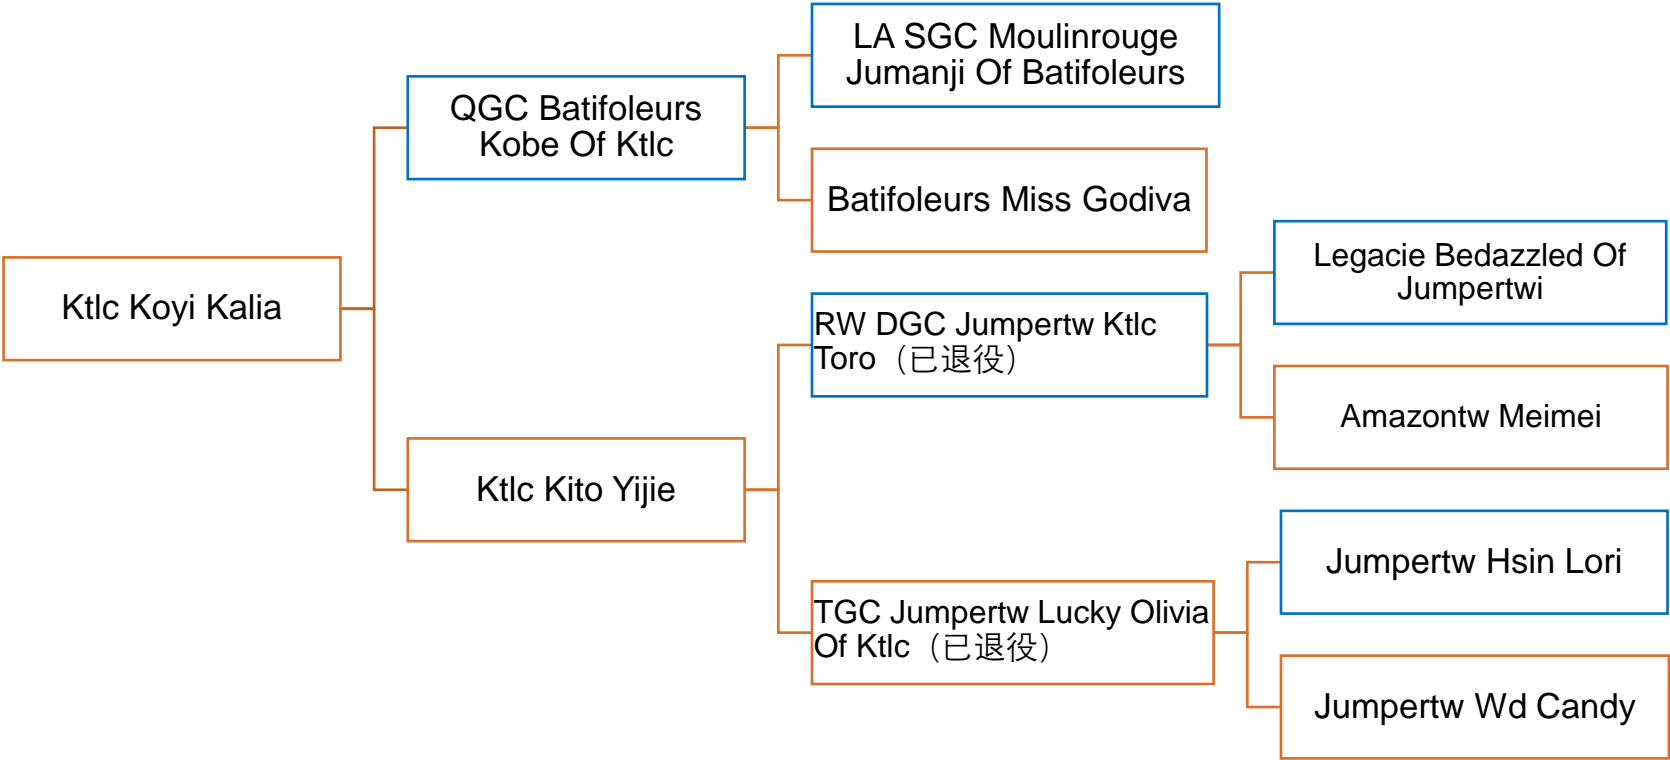 LA SGC Moulinrouge
Jumanji Of Batifoleurs
QGC Batifoleurs
Kobe Of Ktlc
Batifoleurs Miss Godiva
Legacie Bedazzled Of
Jumpertwi
Ktlc Koyi Kalia
RW DGC Jumpertw Ktlc
Toro（已退役）
Amazontw Meimei
Ktlc Kito Yijie
Jumpertw Hsin Lori
TGC Jumpertw Lucky Olivia
Of Ktlc（已退役）
Jumpertw Wd Candy